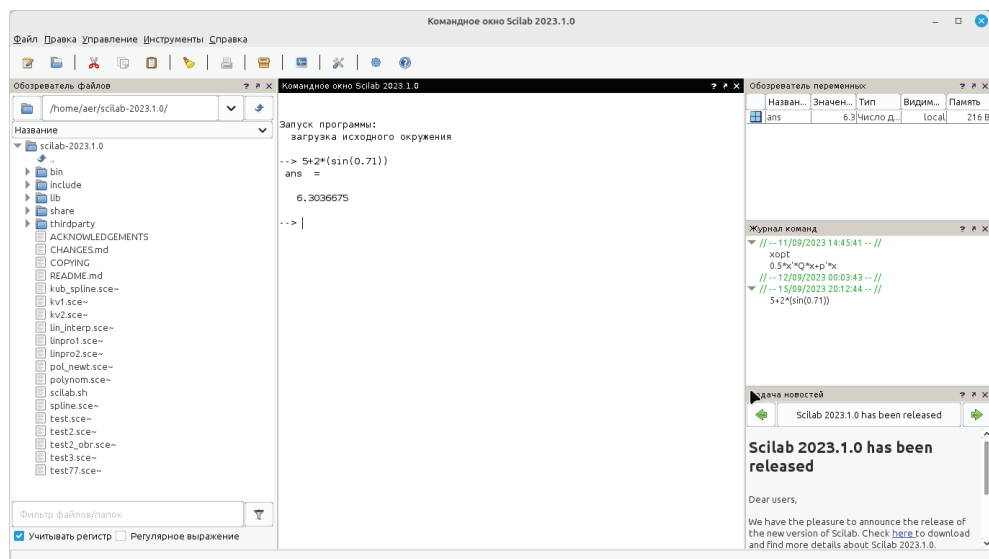 Командное окно Scilab 2023.1.0
Файл Правка Управление Инструменты Справка
Обозреватель файлов ? ↗ X
/home/aer/scilab-2023.1.0/
Название
scilab-2023.1.0
..
bin
include
lib
share
thirdparty
ACKNOWLEDGEMENTS
CHANGES.md
COPYING
README.md
kub_spline.sce~
kv1.sce~
kv2.sce~
lin_interp.sce~
linpro1.sce~
linpro2.sce~
pol_newt.sce~
polynom.sce~
scilab.sh
spline.sce~
test.sce~
test2.sce~
test2_obr.sce~
test3.sce~
test77.sce~
Фильтр файлов/папок
Учитывать регистр Регулярное выражение
Командное окно Scilab 2023.1.0 ? ↗ X
Запуск программы:
загрузка исходного окружения
--> 5+2*(sin(0.71))
ans =
6.3036675
-->
Обозреватель переменных ? ↗ X
Назван... Значен... Тип Видим... Память
ans 6.3 Число д... local 216 B
Журнал команд ? ↗ X
// -- 11/09/2023 14:45:41 -- //
xopt
0.5*x'*Q*x+p'*x
// -- 12/09/2023 00:03:43 -- //
// -- 15/09/2023 20:12:44 -- //
5+2*(sin(0.71))
дача новостей ? ↗ X
Scilab 2023.1.0 has been released
Scilab 2023.1.0 has been
released
Dear users,
We have the pleasure to announce the release of
the new version of Scilab. Check here to download
and find more details about Scilab 2023.1.0.